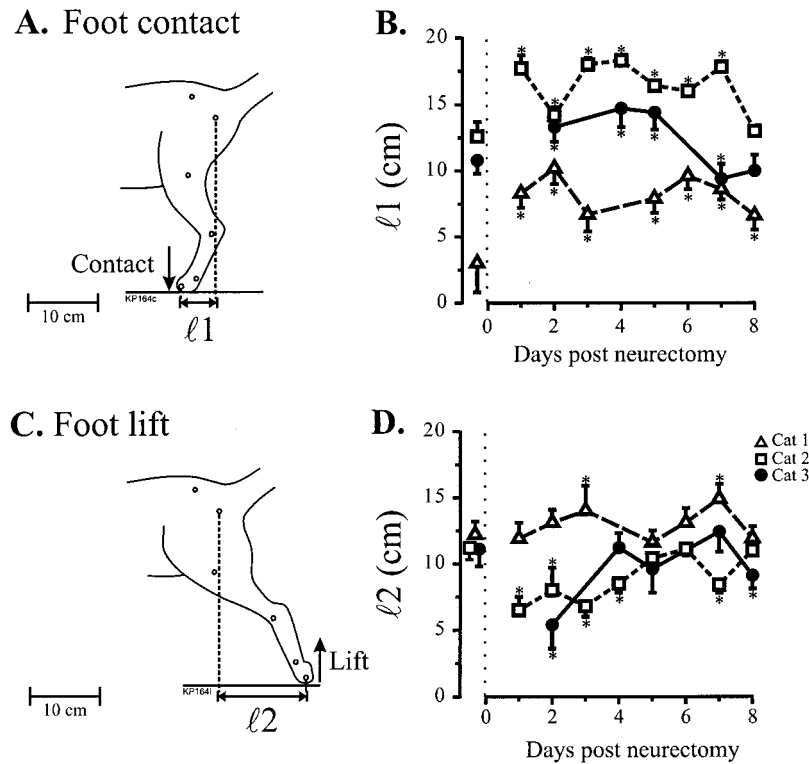 A. Foot contact
Contact
KP164c
10 cm
ℓ1
B.
ℓ1 (cm)
20
15
10
5
0
0 2 4 6 8
Days post neurectomy
* * * * * * *
* * * *
* * * * * * *
C. Foot lift
Lift
KP164l
10 cm
ℓ2
D.
ℓ2 (cm)
20
15
10
5
0
0 2 4 6 8
Days post neurectomy
Cat 1
Cat 2
Cat 3
* *
* * * * *
* *